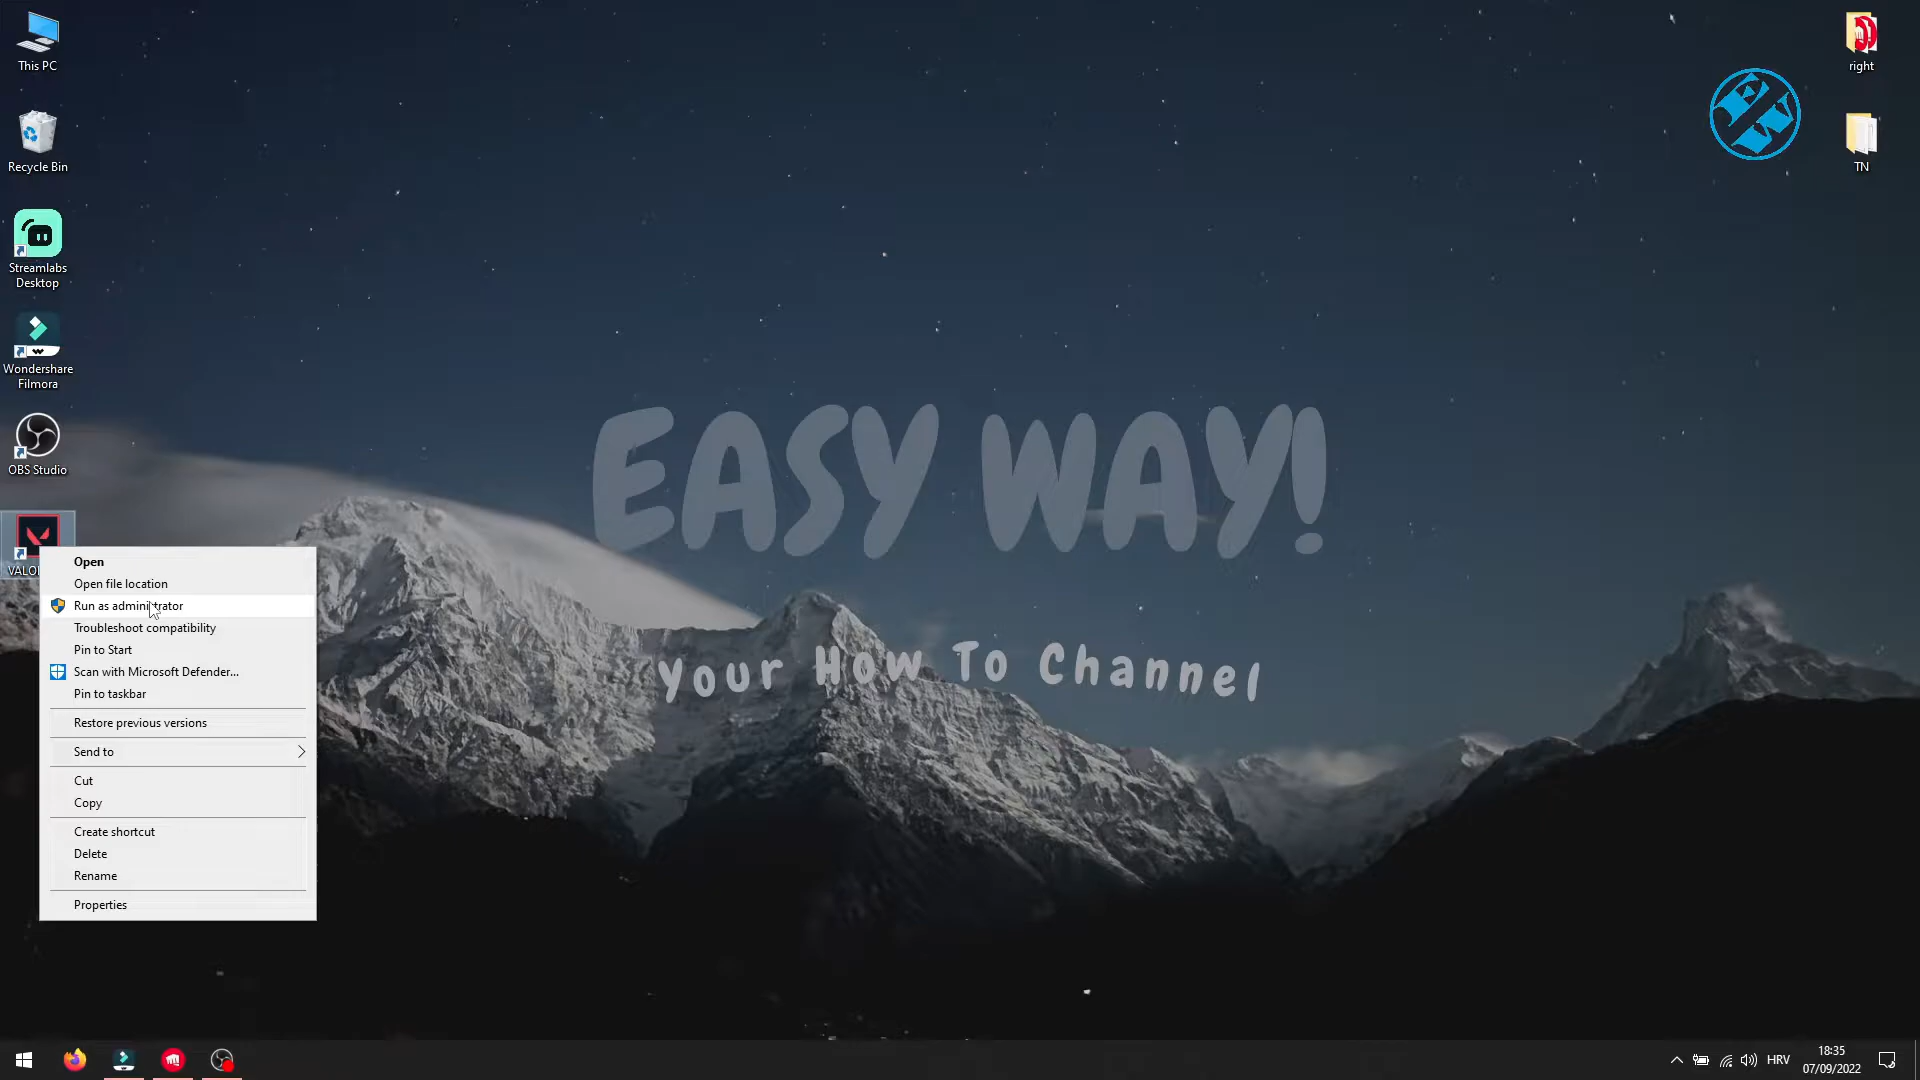 This PC
Recycle Bin
Streamlabs
Desktop
Wondershare
Filmora
OBS Studio
Open
Open file location
Run as administrator
Troubleshoot compatibility
Pin to Start
Scan with Microsoft Defender...
Pin to taskbar
Restore previous versions
Send to
Cut
Copy
Create shortcut
Delete
Rename
Properties
EASY WAY!
Your How To Channel
EW
right
TN
HRV
18:35
07/09/2022